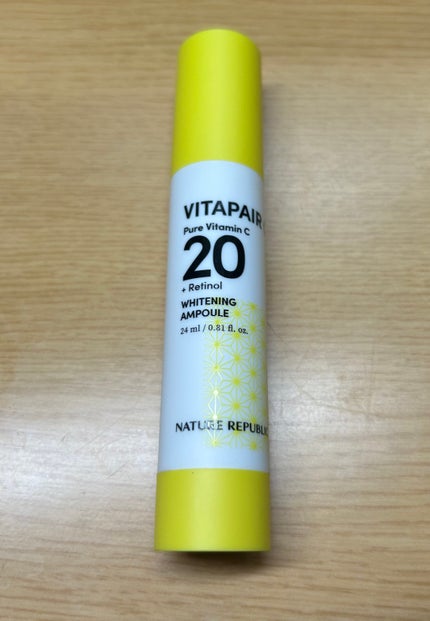 VITAPAIR
Pure Vitamin C
20
+ Retinol
WHITENING
AMPOULE
24 ml / 0.81 fl. oz.
NATURE REPUBLIC